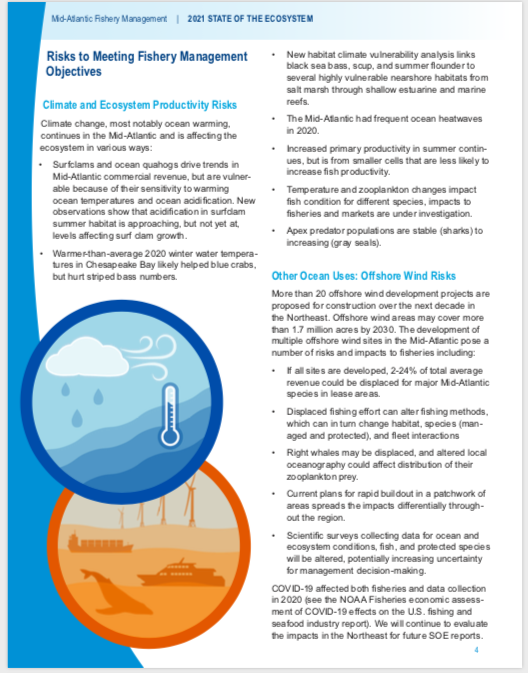 Mid-Atlantic Fishery Management | 2021 STATE OF THE ECOSYSTEM
Risks to Meeting Fishery Management
Objectives
Climate and Ecosystem Productivity Risks
Climate change, most notably ocean warming,
continues in the Mid-Atlantic and is affecting the
ecosystem in various ways:
• Surfclams and ocean quahogs drive trends in
Mid-Atlantic commercial revenue, but are vulner-
able because of their sensitivity to warming
ocean temperatures and ocean acidification. New
observations show that acidification in surfclam
summer habitat is approaching, but not yet at,
levels affecting surf clam growth.
• Warmer-than-average 2020 winter water tempera-
tures in Chesapeake Bay likely helped blue crabs,
but hurt striped bass numbers.
• New habitat climate vulnerability analysis links
black sea bass, scup, and summer flounder to
several highly vulnerable nearshore habitats from
salt marsh through shallow estuarine and marine
reefs.
• The Mid-Atlantic had frequent ocean heatwaves
in 2020.
• Increased primary productivity in summer contin-
ues, but is from smaller cells that are less likely to
increase fish productivity.
• Temperature and zooplankton changes impact
fish condition for different species, impacts to
fisheries and markets are under investigation.
• Apex predator populations are stable (sharks) to
increasing (gray seals).
Other Ocean Uses: Offshore Wind Risks
More than 20 offshore wind development projects are
proposed for construction over the next decade in
the Northeast. Offshore wind areas may cover more
than 1.7 million acres by 2030. The development of
multiple offshore wind sites in the Mid-Atlantic pose a
number of risks and impacts to fisheries including:
• If all sites are developed, 2-24% of total average
revenue could be displaced for major Mid-Atlantic
species in lease areas.
• Displaced fishing effort can alter fishing methods,
which can in turn change habitat, species (man-
aged and protected), and fleet interactions
• Right whales may be displaced, and altered local
oceanography could affect distribution of their
zooplankton prey.
• Current plans for rapid buildout in a patchwork of
areas spreads the impacts differentially through-
out the region.
• Scientific surveys collecting data for ocean and
ecosystem conditions, fish, and protected species
will be altered, potentially increasing uncertainty
for management decision-making.
COVID-19 affected both fisheries and data collection
in 2020 (see the NOAA Fisheries economic assess-
ment of COVID-19 effects on the U.S. fishing and
seafood industry report). We will continue to evaluate
the impacts in the Northeast for future SOE reports.
4